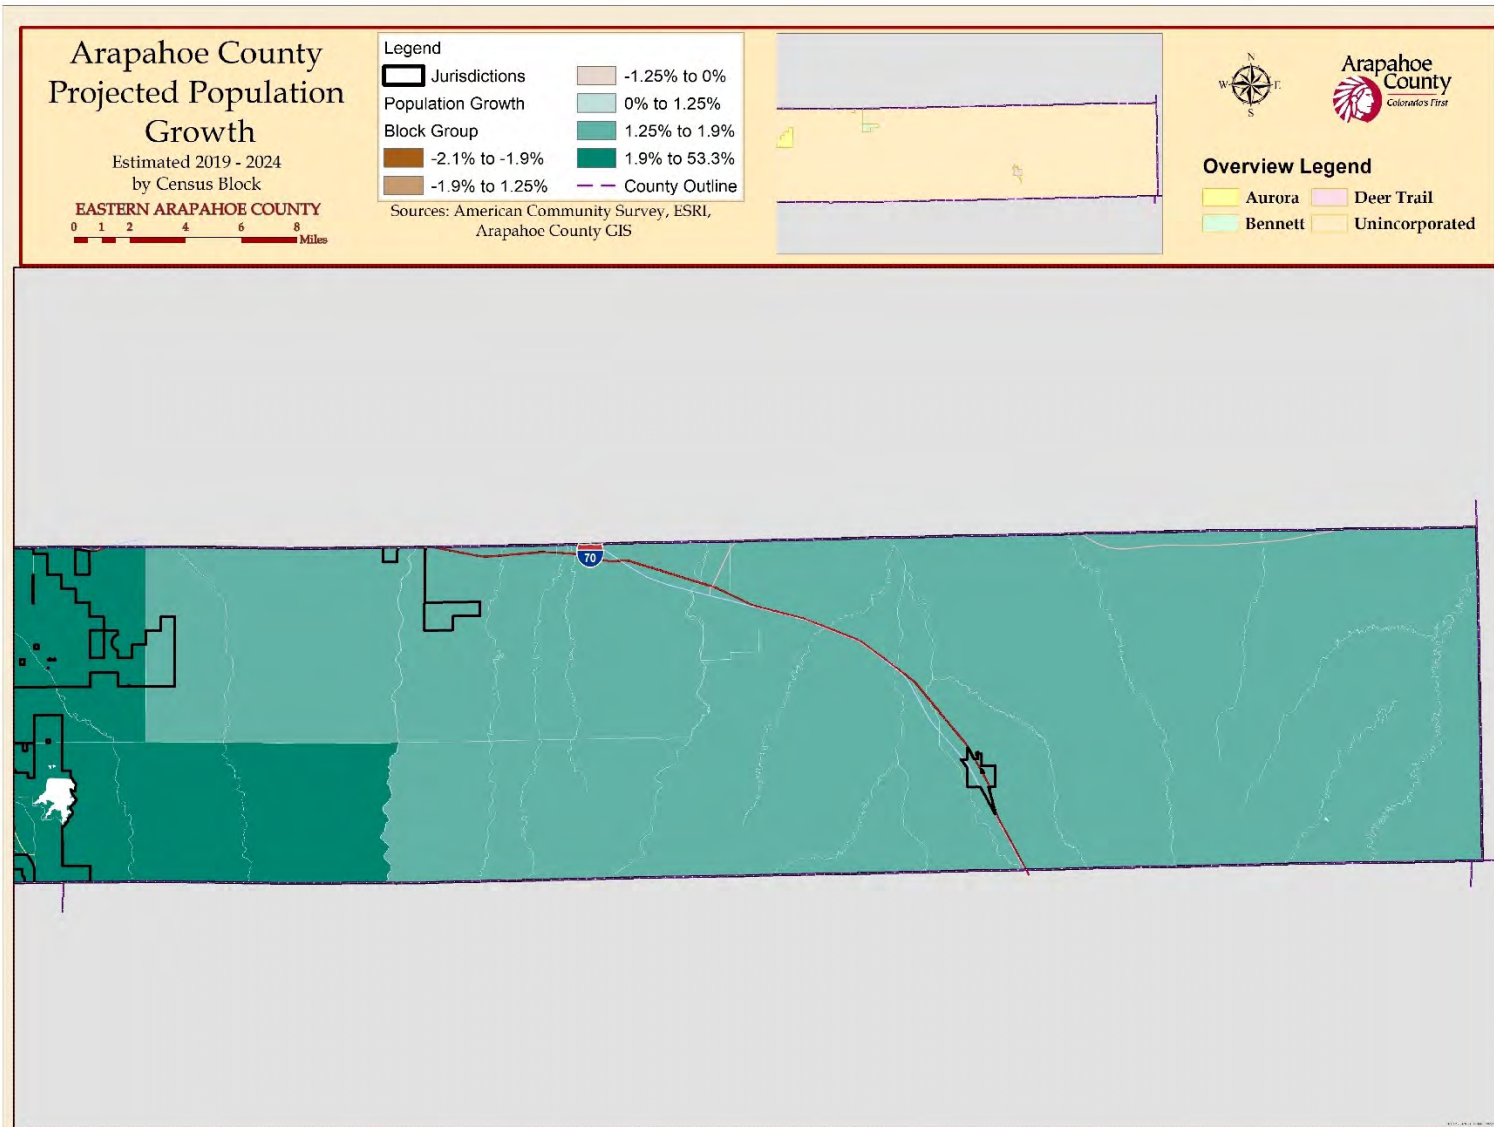 Arapahoe County
Projected Population
Growth
Estimated 2019 - 2024
by Census Block
EASTERN ARAPAHOE COUNTY
0 1 2 4 6 8
Miles
Legend
Jurisdictions
Population Growth
Block Group
-2.1% to -1.9%
-1.9% to 1.25%
-1.25% to 0%
0% to 1.25%
1.25% to 1.9%
1.9% to 53.3%
County Outline
Sources: American Community Survey, ESRI,
Arapahoe County GIS
N
W E
S
Arapahoe
County
Colorado's First
Overview Legend
Aurora
Deer Trail
Bennett
Unincorporated
70